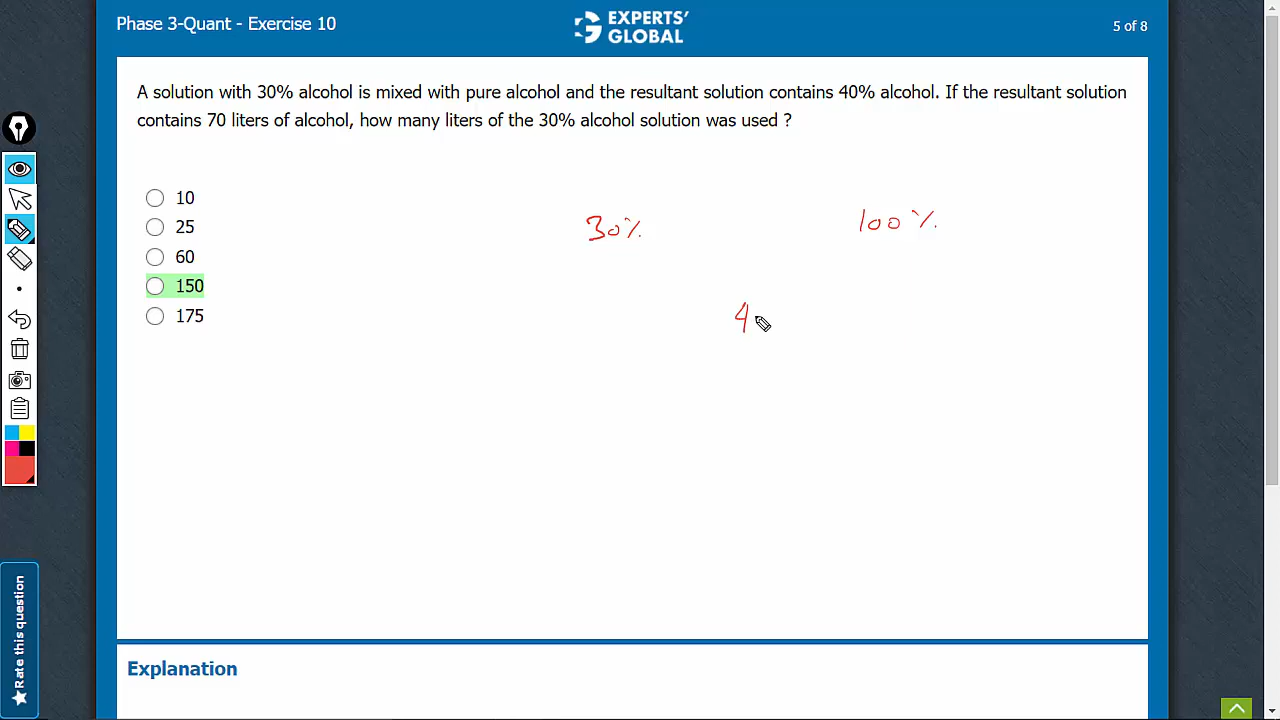 Phase 3-Quant - Exercise 10
EXPERTS'
GLOBAL
5 of 8
A solution with 30% alcohol is mixed with pure alcohol and the resultant solution contains 40% alcohol. If the resultant solution
contains 70 liters of alcohol, how many liters of the 30% alcohol solution was used ?
10
25
60
150
175
30%
100%
4
Rate this question
Explanation